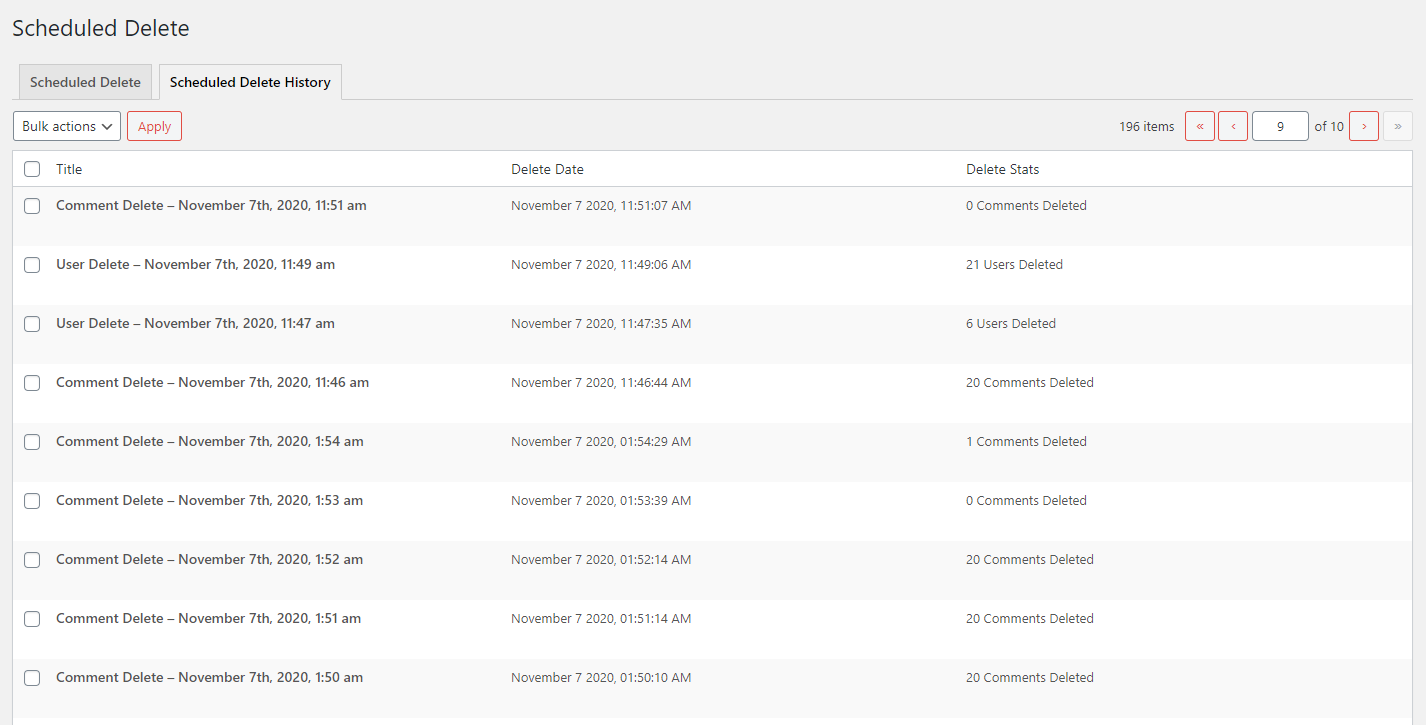 Scheduled Delete
Scheduled Delete Scheduled Delete History
Bulk actions Apply 196 items « ‹ 9 of 10 › »
Title Delete Date Delete Stats
Comment Delete – November 7th, 2020, 11:51 am November 7 2020, 11:51:07 AM 0 Comments Deleted
User Delete – November 7th, 2020, 11:49 am November 7 2020, 11:49:06 AM 21 Users Deleted
User Delete – November 7th, 2020, 11:47 am November 7 2020, 11:47:35 AM 6 Users Deleted
Comment Delete – November 7th, 2020, 11:46 am November 7 2020, 11:46:44 AM 20 Comments Deleted
Comment Delete – November 7th, 2020, 1:54 am November 7 2020, 01:54:29 AM 1 Comments Deleted
Comment Delete – November 7th, 2020, 1:53 am November 7 2020, 01:53:39 AM 0 Comments Deleted
Comment Delete – November 7th, 2020, 1:52 am November 7 2020, 01:52:14 AM 20 Comments Deleted
Comment Delete – November 7th, 2020, 1:51 am November 7 2020, 01:51:14 AM 20 Comments Deleted
Comment Delete – November 7th, 2020, 1:50 am November 7 2020, 01:50:10 AM 20 Comments Deleted